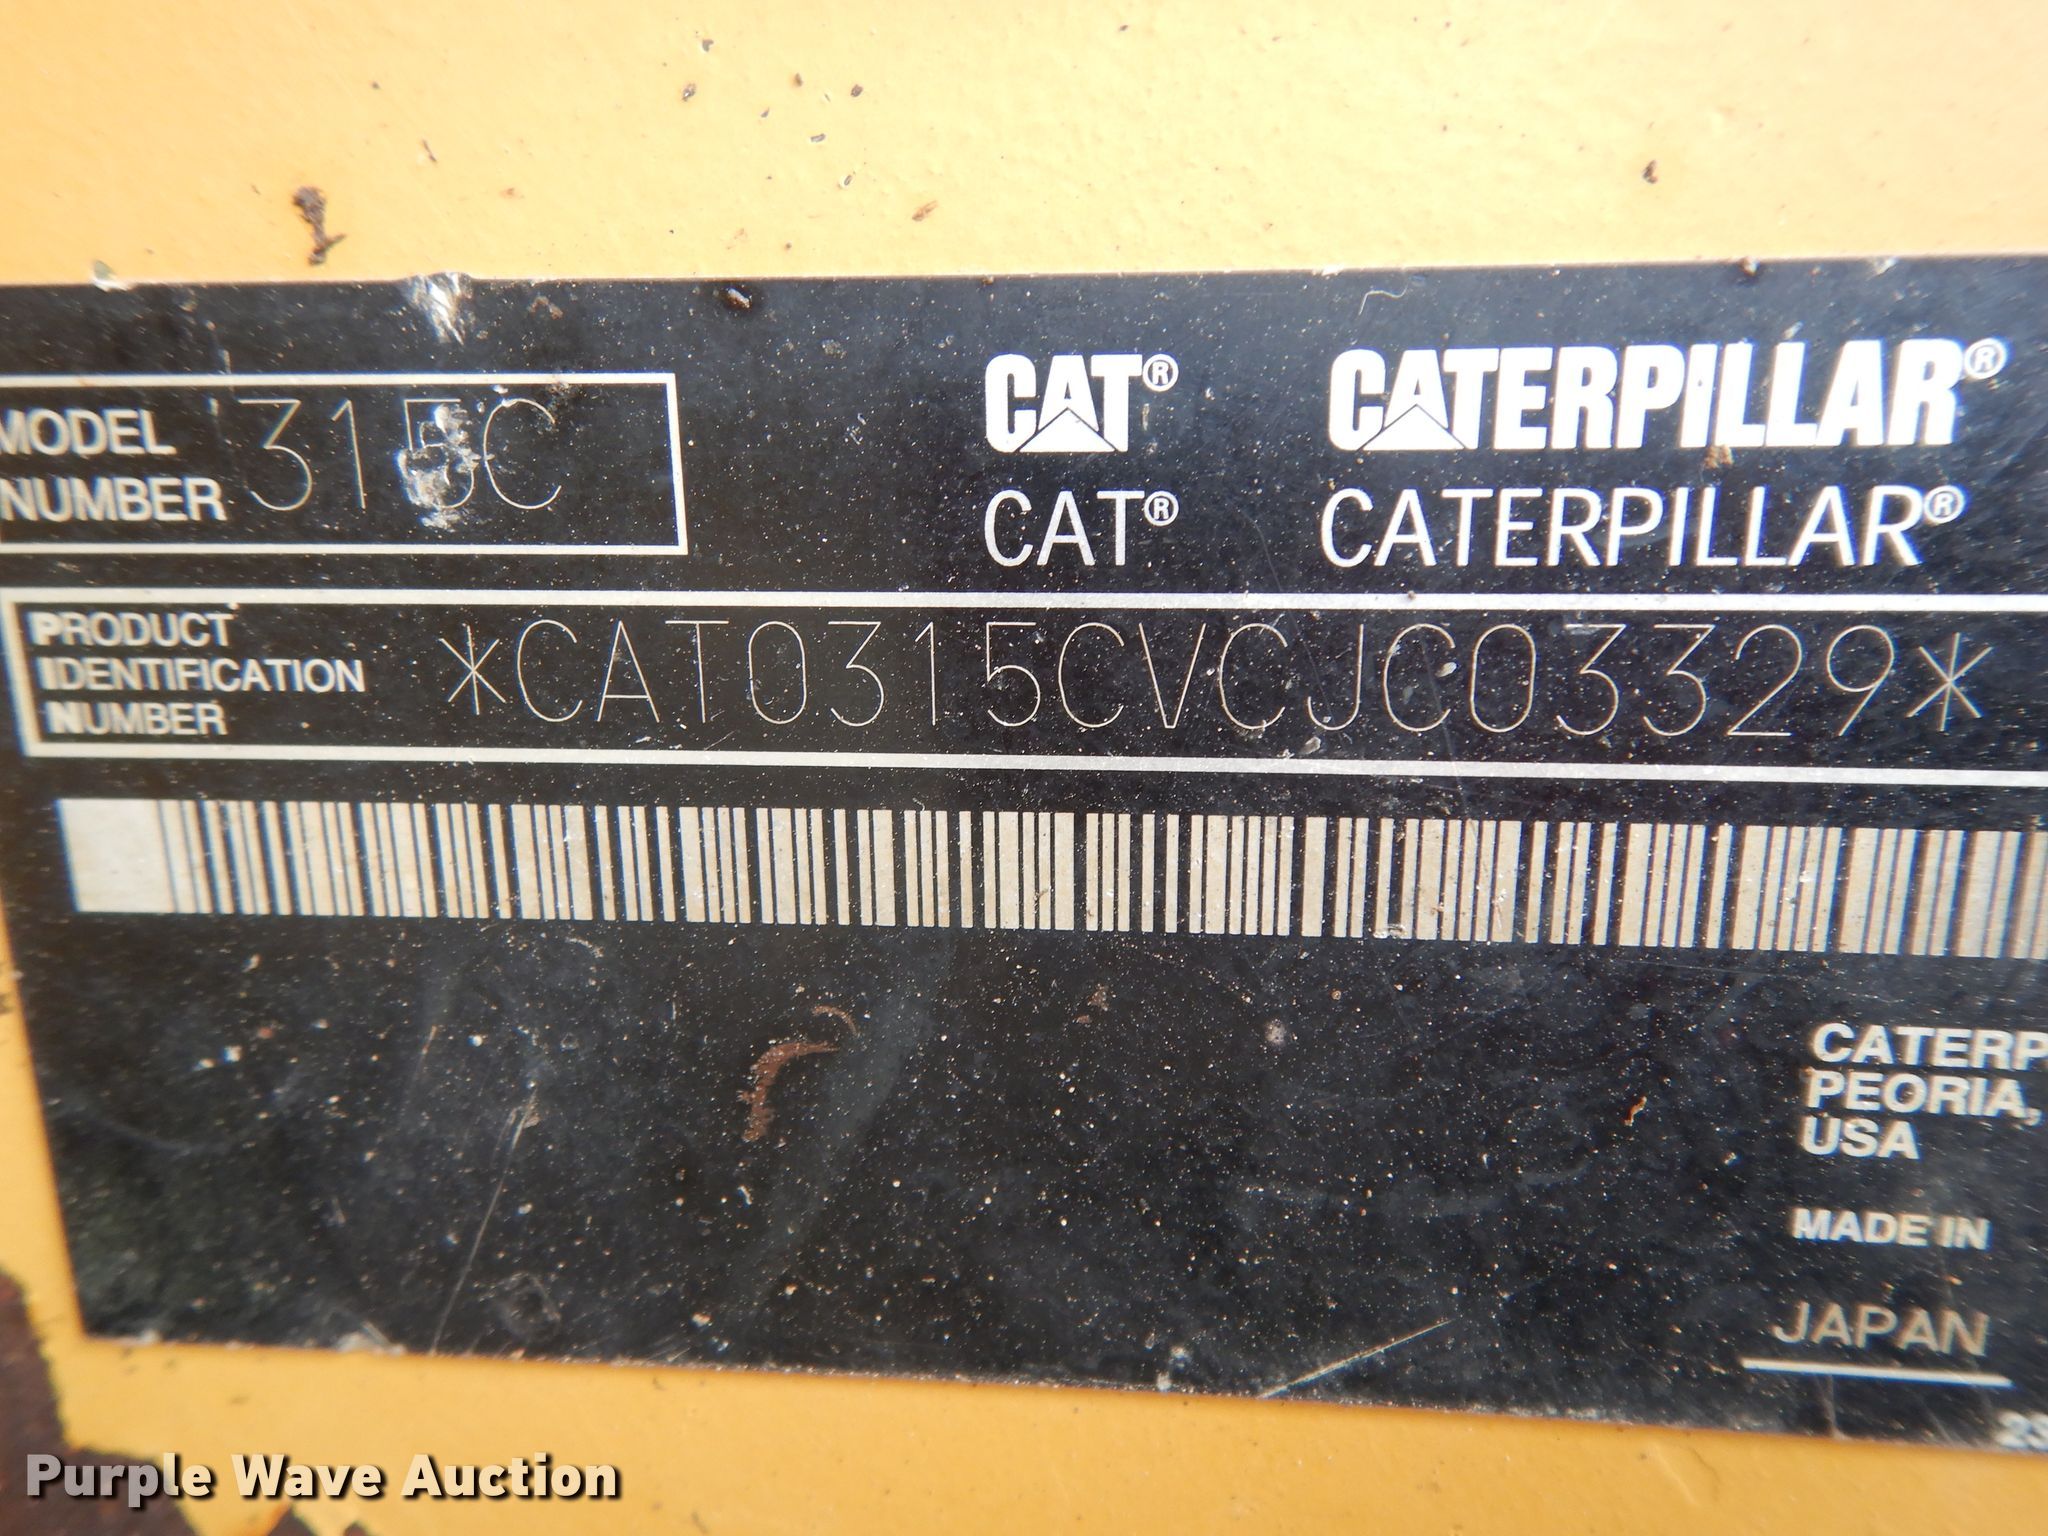 MODEL NUMBER 315C
CAT® CATERPILLAR®
CAT® CATERPILLAR®
PRODUCT IDENTIFICATION NUMBER *CAT0315CVCJC03329*
CATERP
PEORIA,
USA
MADE IN
JAPAN
23
Purple Wave Auction